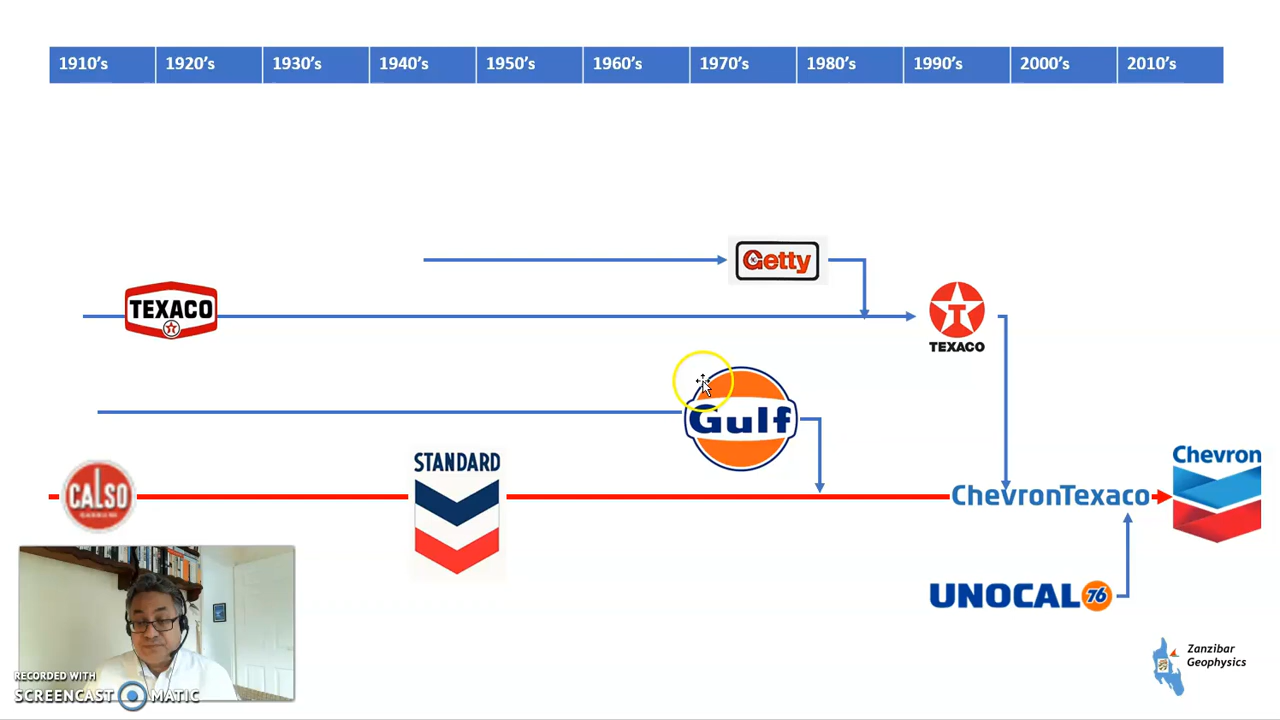 1910's 1920's 1930's 1940's 1950's 1960's 1970's 1980's 1990's 2000's 2010's
Getty
TEXACO
T
TEXACO
Gulf
STANDARD
Chevron
CALSO
ChevronTexaco
UNOCAL 76
Zanzibar
Geophysics
RECORDED WITH
SCREENCAST MATIC